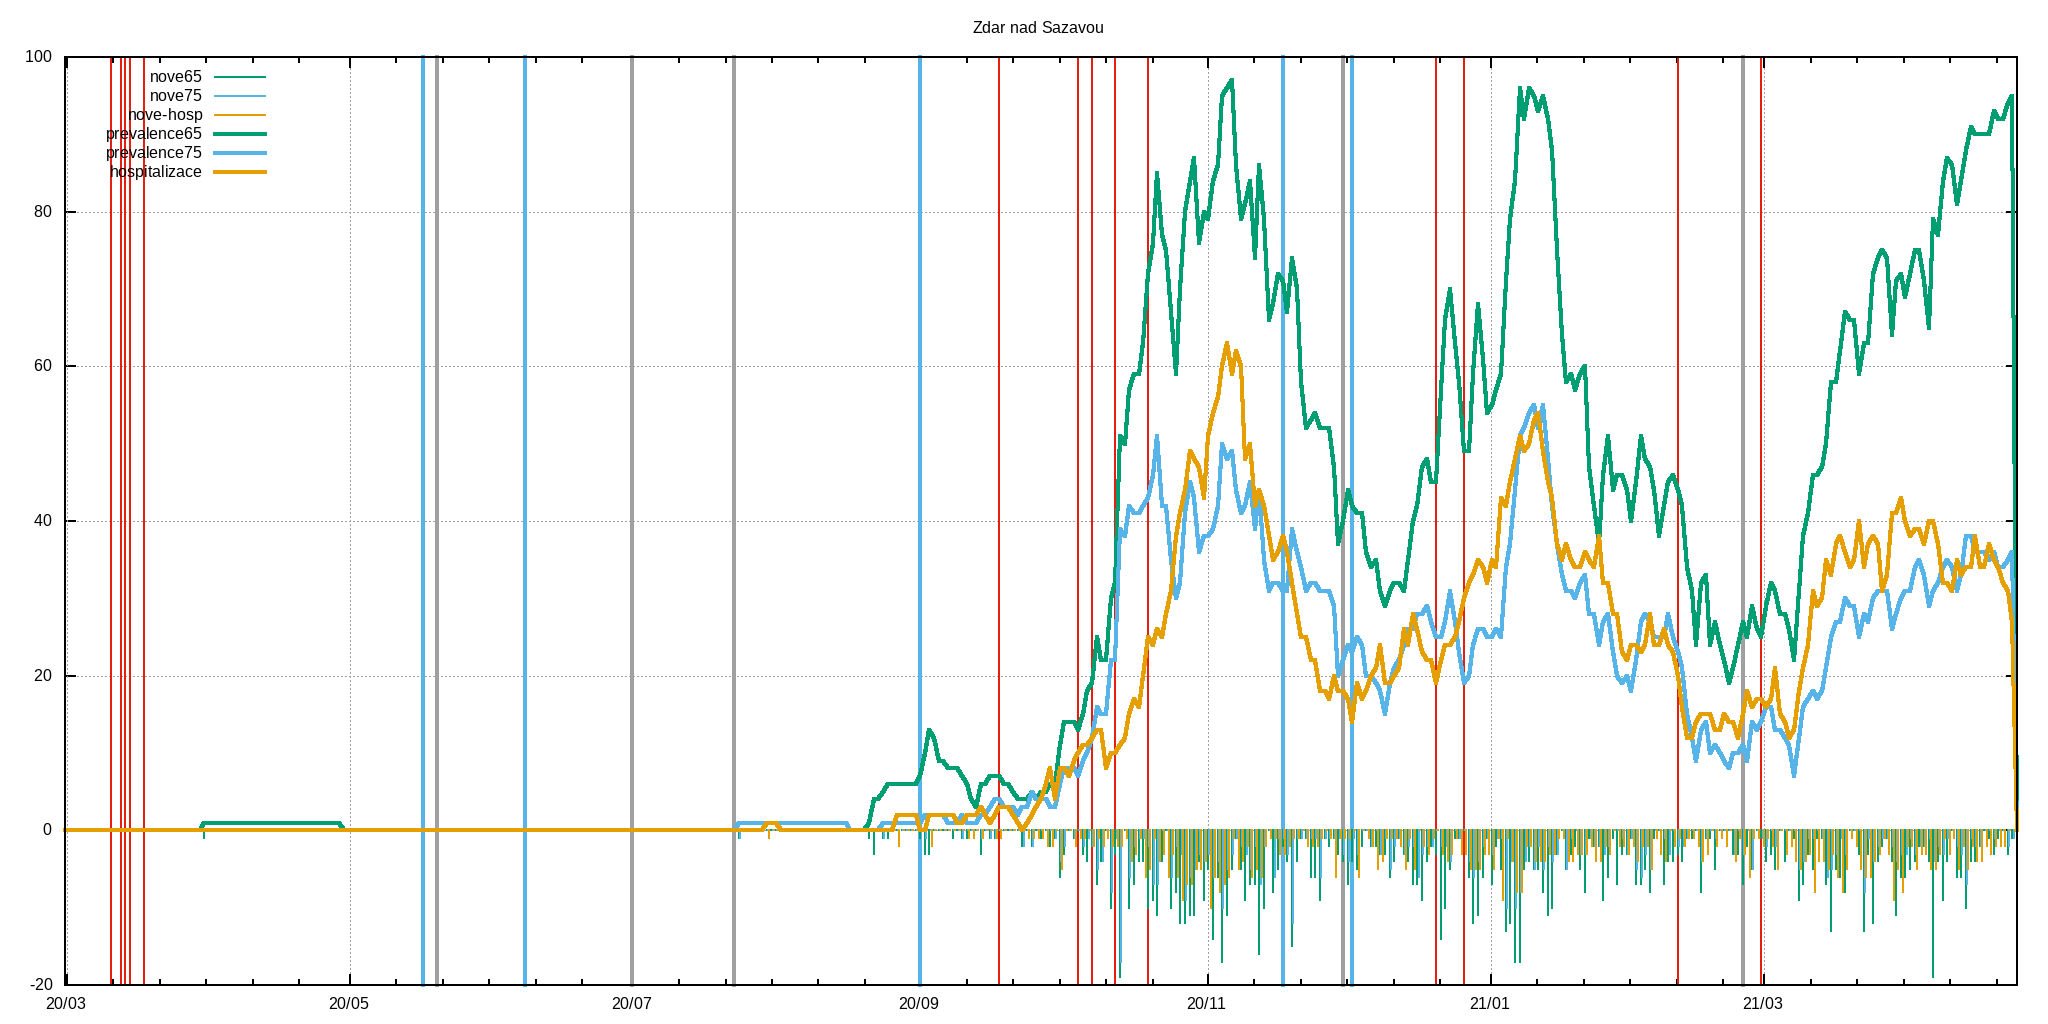 Zdar nad Sazavou
100
80
60
40
20
0
-20
nove65
nove75
nove-hosp
prevalence65
prevalence75
hospitalizace
20/03
20/05
20/07
20/09
20/11
21/01
21/03